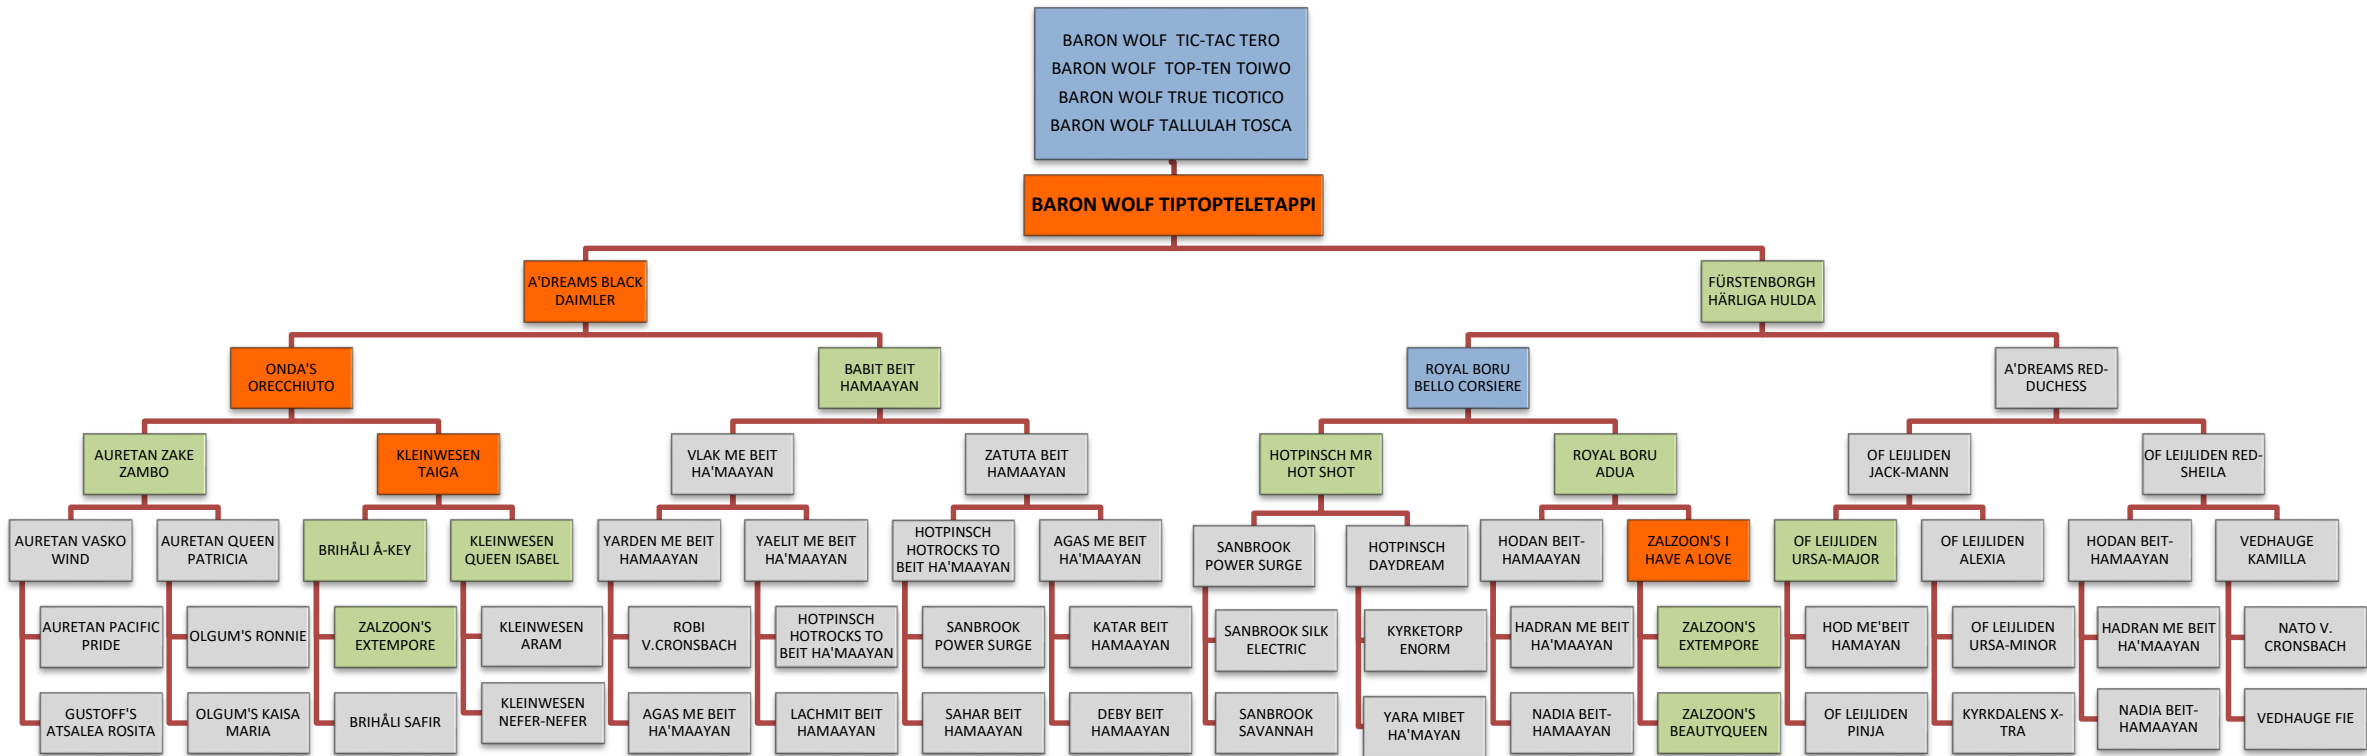 BARON WOLF TIC-TAC TERO
BARON WOLF TOP-TEN TOIWO
BARON WOLF TRUE TICOTICO
BARON WOLF TALLULAH TOSCA
BARON WOLF TIPTOPTELETAPPI
A'DREAMS BLACK
DAIMLER
FÜRSTENBORGH
HÄRLIGA HULDA
ONDA'S
ORECCHIUTO
BABIT BEIT
HAMAAYAN
ROYAL BORU
BELLO CORSIERE
A'DREAMS RED-
DUCHESS
AURETAN ZAKE
ZAMBO
KLEINWESEN
TAIGA
VLAK ME BEIT
HA'MAAYAN
ZATUTA BEIT
HAMAAYAN
HOTPINSCH MR
HOT SHOT
ROYAL BORU
ADUA
OF LEIJLIDEN
JACK-MANN
OF LEIJLIDEN RED-
SHEILA
AURETAN VASKO
WIND
AURETAN QUEEN
PATRICIA
BRIHÅLI Å-KEY
KLEINWESEN
QUEEN ISABEL
YARDEN ME BEIT
HAMAAYAN
YAELIT ME BEIT
HA'MAAYAN
HOTPINSCH
HOTROCKS TO
BEIT HA'MAAYAN
AGAS ME BEIT
HA'MAAYAN
SANBROOK
POWER SURGE
HOTPINSCH
DAYDREAM
HODAN BEIT-
HAMAAYAN
ZALZOON'S I
HAVE A LOVE
OF LEIJLIDEN
URSA-MAJOR
OF LEIJLIDEN
ALEXIA
HODAN BEIT-
HAMAAYAN
VEDHAUGE
KAMILLA
AURETAN PACIFIC
PRIDE
OLGUM'S RONNIE
ZALZOON'S
EXTEMPORE
KLEINWESEN
ARAM
ROBI
V.CRONSBACH
HOTPINSCH
HOTROCKS TO
BEIT HA'MAAYAN
SANBROOK
POWER SURGE
KATAR BEIT
HAMAAYAN
SANBROOK SILK
ELECTRIC
KYRKETORP
ENORM
HADRAN ME BEIT
HA'MAAYAN
ZALZOON'S
EXTEMPORE
HOD ME'BEIT
HAMAYAN
OF LEIJLIDEN
URSA-MINOR
HADRAN ME BEIT
HA'MAAYAN
NATO V.
CRONSBACH
GUSTOFF'S
ATSALEA ROSITA
OLGUM'S KAISA
MARIA
BRIHÅLI SAFIR
KLEINWESEN
NEFER-NEFER
AGAS ME BEIT
HA'MAAYAN
LACHMIT BEIT
HAMAAYAN
SAHAR BEIT
HAMAAYAN
DEBY BEIT
HAMAAYAN
SANBROOK
SAVANNAH
YARA MIBET
HA'MAYAN
NADIA BEIT-
HAMAAYAN
ZALZOON'S
BEAUTYQUEEN
OF LEIJLIDEN
PINJA
KYRKDALENS X-
TRA
NADIA BEIT-
HAMAAYAN
VEDHAUGE FIE